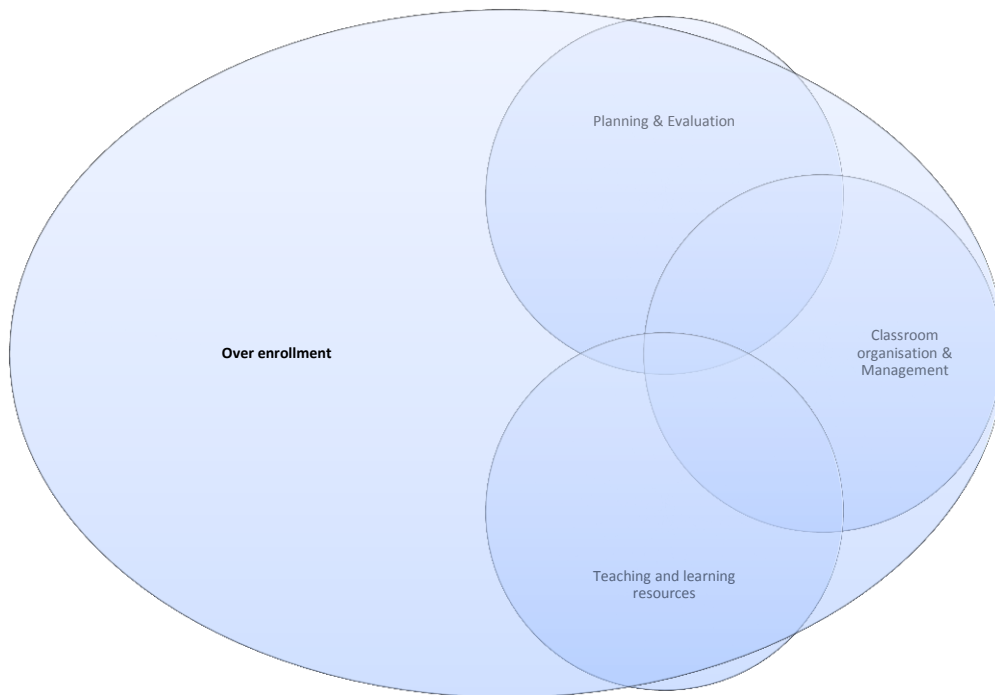 Planning & Evaluation
Over enrollment
Classroom
organisation &
Management
Teaching and learning
resources